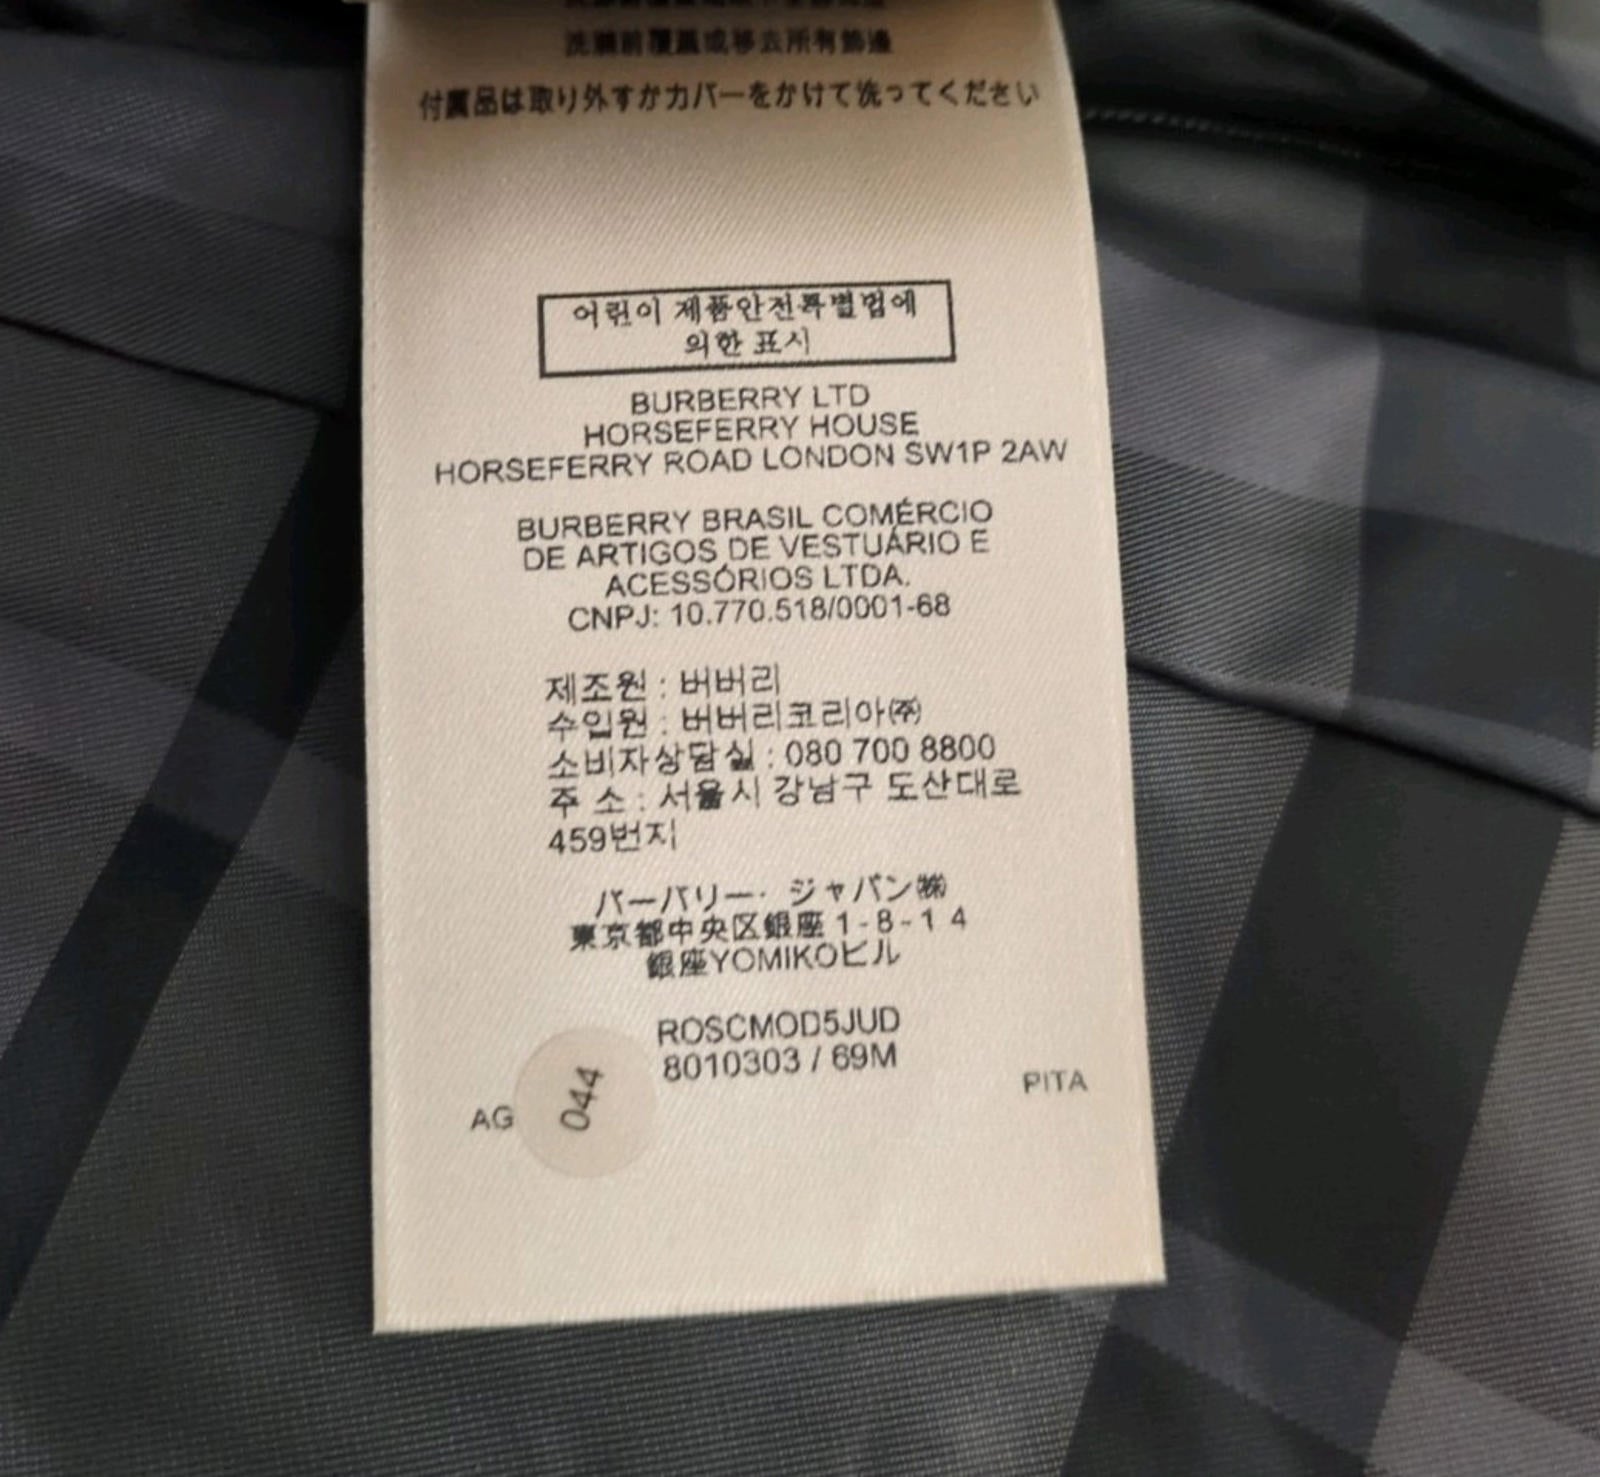 洗滌前覆蓋或移去所有飾邊
付属品は取り外すかカバーをかけて洗ってください
어린이 제품안전특별법에
의한 표시
BURBERRY LTD
HORSEFERRY HOUSE
HORSEFERRY ROAD LONDON SW1P 2AW
BURBERRY BRASIL COMÉRCIO
DE ARTIGOS DE VESTUÁRIO E
ACESSÓRIOS LTDA.
CNPJ: 10.770.518/0001-68
제조원 : 버버리
수입원 : 버버리코리아㈜
소비자상담실 : 080 700 8800
주 소 : 서울시 강남구 도산대로
459번지
バーバリー・ジャパン㈱
東京都中央区銀座 1-8-1 4
銀座YOMIKOビル
ROSCMOD5JUD
8010303 / 69M
AG
044
PITA